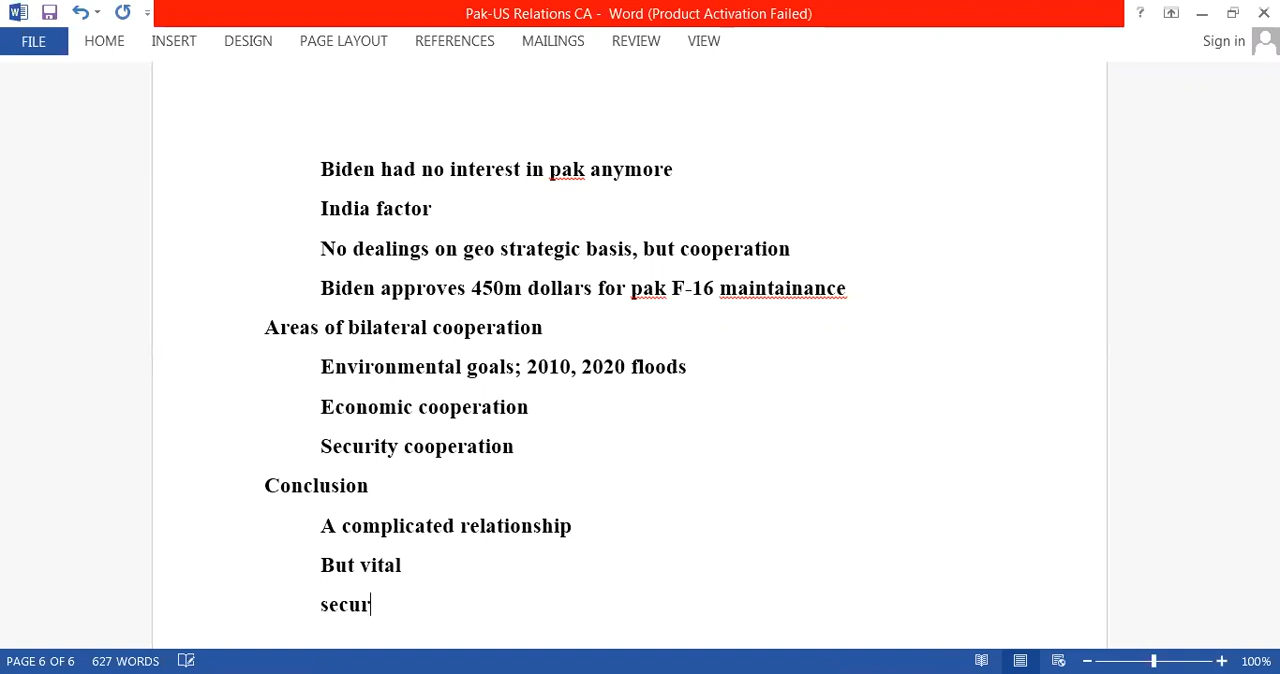 Pak-US Relations CA - Word (Product Activation Failed)
?
FILE HOME INSERT DESIGN PAGE LAYOUT REFERENCES MAILINGS REVIEW VIEW Sign in
Biden had no interest in pak anymore
India factor
No dealings on geo strategic basis, but cooperation
Biden approves 450m dollars for pak F-16 maintainance
Areas of bilateral cooperation
Environmental goals; 2010, 2020 floods
Economic cooperation
Security cooperation
Conclusion
A complicated relationship
But vital
secur
PAGE 6 OF 6 627 WORDS 100%